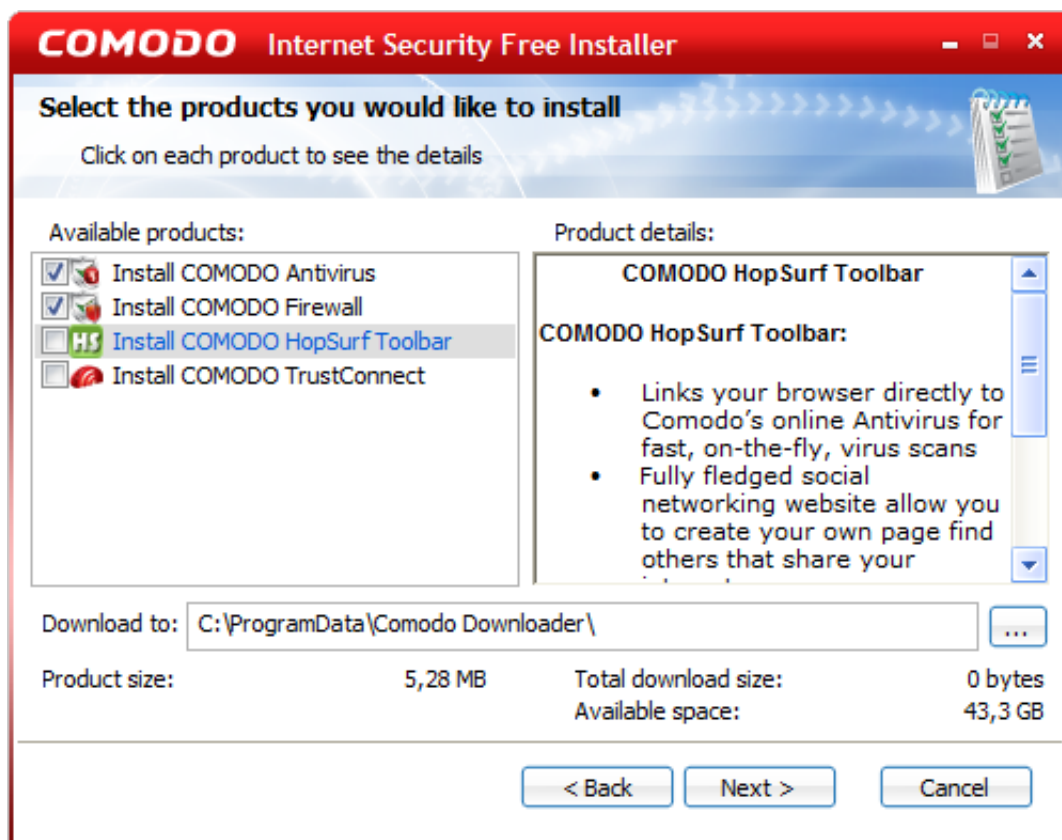 COMODO Internet Security Free Installer
Select the products you would like to install
Click on each product to see the details
Available products:
Install COMODO Antivirus
Install COMODO Firewall
HS Install COMODO HopSurf Toolbar
Install COMODO TrustConnect
Product details:
COMODO HopSurf Toolbar
COMODO HopSurf Toolbar:
• Links your browser directly to
Comodo’s online Antivirus for
fast, on-the-fly, virus scans
• Fully fledged social
networking website allow you
to create your own page find
others that share your
Download to: C:\ProgramData\Comodo Downloader\ ...
Product size: 5,28 MB
Total download size: 0 bytes
Available space: 43,3 GB
< Back Next > Cancel